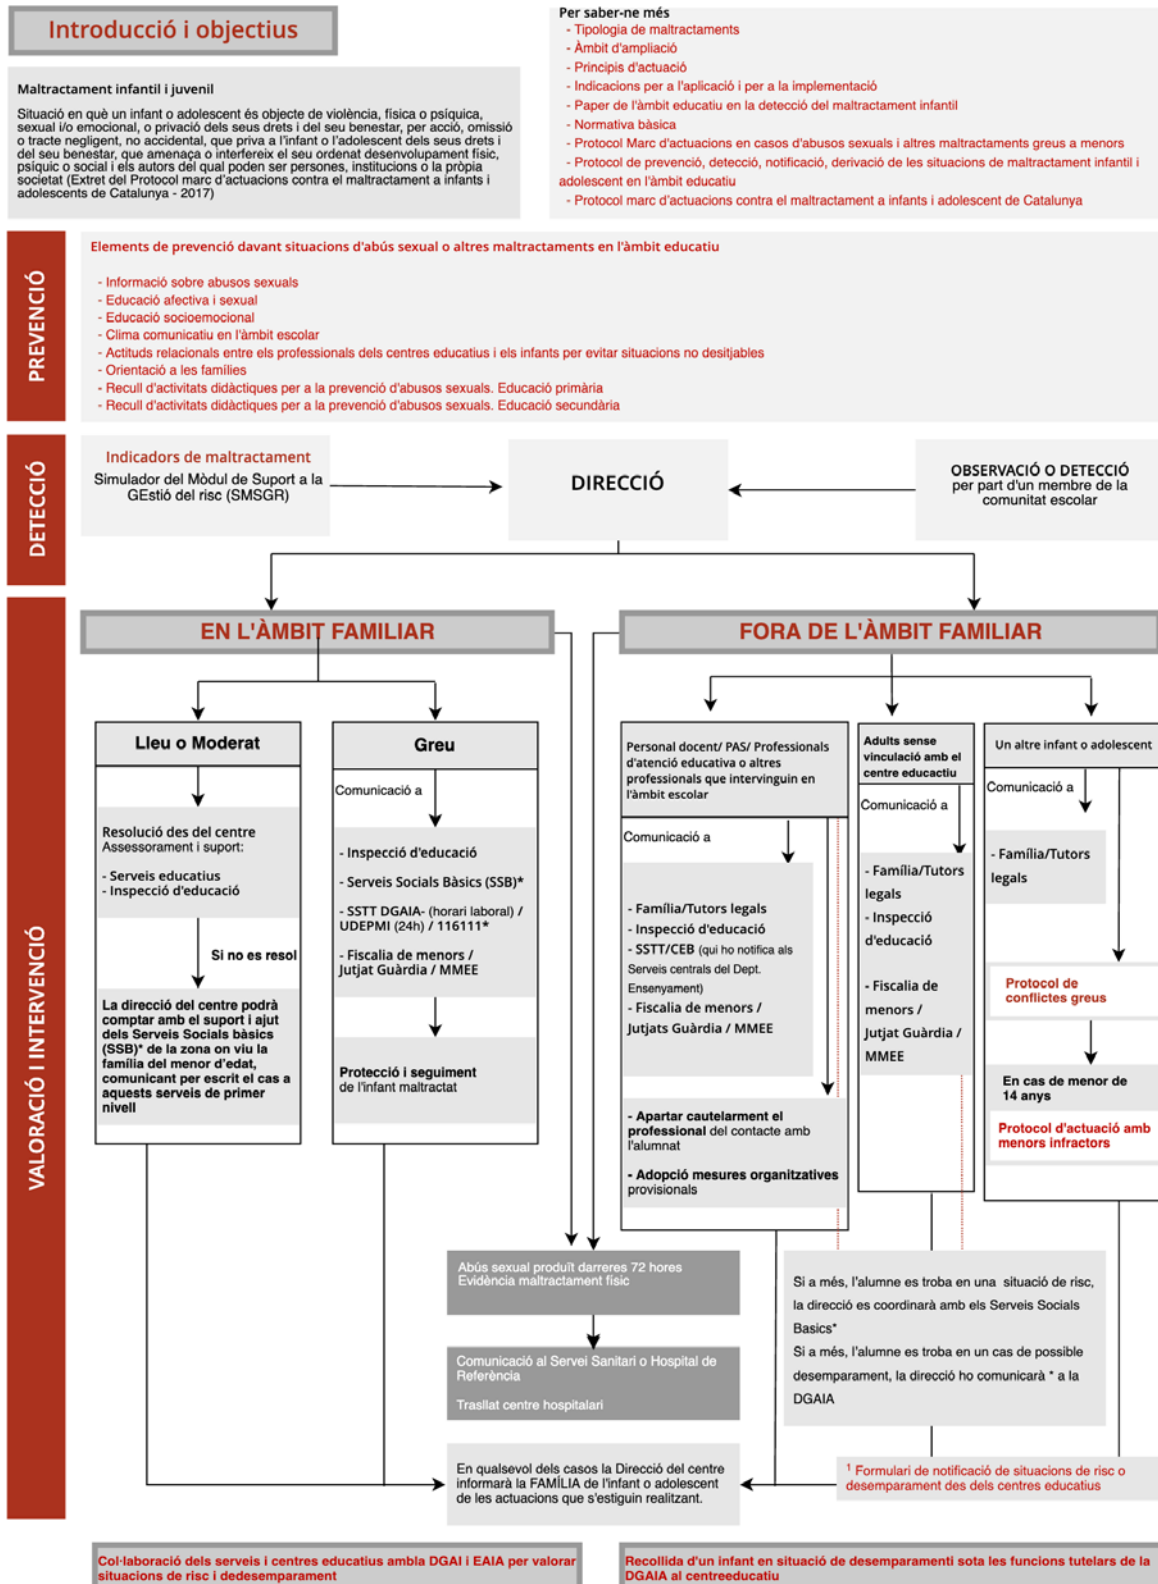 Introducció i objectius
Maltractament infantil i juvenil
Situació en què un infant o adolescent és objecte de violència, física o psíquica,
sexual i/o emocional, o privació dels seus drets i del seu benestar, per acció, omissió
o tracte negligent, no accidental, que priva a l'infant o l'adolescent dels seus drets i
del seu benestar, que amenaça o interfereix el seu ordenat desenvolupament físic,
psíquic o social i els autors del qual poden ser persones, institucions o la pròpia
societat (Extret del Protocol marc d'actuacions contra el maltractament a infants i
adolescents de Catalunya - 2017)
Per saber-ne més
- Tipologia de maltractaments
- Àmbit d'ampliació
- Principis d'actuació
- Indicacions per a l'aplicació i per a la implementació
- Paper de l'àmbit educatiu en la detecció del maltractament infantil
- Normativa bàsica
- Protocol Marc d'actuacions en casos d'abusos sexuals i altres maltractaments greus a menors
- Protocol de prevenció, detecció, notificació, derivació de les situacions de maltractament infantil i
adolescent en l'àmbit educatiu
- Protocol marc d'actuacions contra el maltractament a infants i adolescent de Catalunya
PREVENCIÓ
Elements de prevenció davant situacions d'abús sexual o altres maltractaments en l'àmbit educatiu
- Informació sobre abusos sexuals
- Educació afectiva i sexual
- Educació socioemocional
- Clima comunicatiu en l'àmbit escolar
- Actituds relacionals entre els professionals dels centres educatius i els infants per evitar situacions no desitjables
- Orientació a les famílies
- Recull d'activitats didàctiques per a la prevenció d'abusos sexuals. Educació primària
- Recull d'activitats didàctiques per a la prevenció d'abusos sexuals. Educació secundària
DETECCIÓ
Indicadors de maltractament
Simulador del Mòdul de Suport a la
GEstió del risc (SMSGR)
DIRECCIÓ
OBSERVACIÓ O DETECCIÓ
per part d'un membre de la
comunitat escolar
VALORACIÓ I INTERVENCIÓ
EN L'ÀMBIT FAMILIAR
Lleu o Moderat
Resolució des del centre
Assessorament i suport:
- Serveis educatius
- Inspecció d'educació
Si no es resol
La direcció del centre podrà
comptar amb el suport i ajut
dels Serveis Socials bàsics
(SSB)* de la zona on viu la
família del menor d'edat,
comunicant per escrit el cas a
aquests serveis de primer
nivell
Greu
Comunicació a
- Inspecció d'educació
- Serveis Socials Bàsics (SSB)*
- SSTT DGAIA- (horari laboral) /
UDEPMI (24h) / 116111*
- Fiscalia de menors /
Jutjat Guàrdia / MMEE
Protecció i seguiment
de l'infant maltractat
FORA DE L'ÀMBIT FAMILIAR
Personal docent/ PAS/ Professionals
d'atenció educativa o altres
professionals que intervinguin en
l'àmbit escolar
Comunicació a
- Família/Tutors legals
- Inspecció d'educació
- SSTT/CEB (qui ho notifica als
Serveis centrals del Dept.
Ensenyament)
- Fiscalia de menors /
Jutjats Guàrdia / MMEE
- Apartar cautelarment el
professional del contacte amb
l'alumnat
- Adopció mesures organitzatives
provisionals
Adults sense
vinculació amb el
centre educactiu
Comunicació a
- Família/Tutors
legals
- Inspecció
d'educació
- Fiscalia de
menors /
Jutjat Guàrdia /
MMEE
Un altre infant o adolescent
Comunicació a
- Família/Tutors
legals
Protocol de
conflictes greus
En cas de menor de
14 anys
Protocol d'actuació amb
menors infractors
Abús sexual produït darreres 72 hores
Evidència maltractament físic
Comunicació al Servei Sanitari o Hospital de
Referència
Trasllat centre hospitalari
Si a més, l'alumne es troba en una situació de risc,
la direcció es coordinarà amb els Serveis Socials
Basics*
Si a més, l'alumne es troba en un cas de possible
desemparament, la direcció ho comunicarà * a la
DGAIA
En qualsevol dels casos la Direcció del centre
informarà la FAMÍLIA de l'infant o adolescent
de les actuacions que s'estiguin realitzant.
¹ Formulari de notificació de situacions de risc o
desemparament des dels centres educatius
Col·laboració dels serveis i centres educatius ambla DGAI i EAIA per valorar
situacions de risc i dedesemparament
Recollida d'un infant en situació de desemparamenti sota les funcions tutelars de la
DGAIA al centreeducatiu